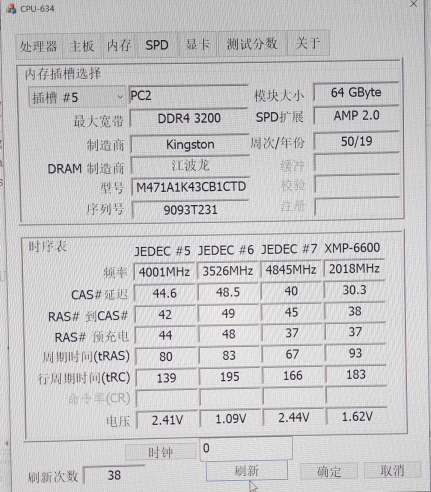 CPU-634
处理器 主板 内存 SPD 显卡 测试分数 关于
内存插槽选择
插槽 #5 PC2 模块大小 64 GByte
最大宽带 DDR4 3200 SPD扩展 AMP 2.0
制造商 Kingston 周次/年份 50/19
DRAM 制造商 江波龙 缓冲
型号 M471A1K43CB1CTD 校验
序列号 9093T231 注册
时序表
JEDEC #5 JEDEC #6 JEDEC #7 XMP-6600
频率 4001MHz 3526MHz 4845MHz 2018MHz
CAS#延迟 44.6 48.5 40 30.3
RAS# 到CAS# 42 49 45 38
RAS# 预充电 44 48 37 37
周期时间(tRAS) 80 83 67 93
行周期时间(tRC) 139 195 166 183
命令率(CR)
电压 2.41V 1.09V 2.44V 1.62V
时钟 0
刷新次数 38 刷新 确定 取消